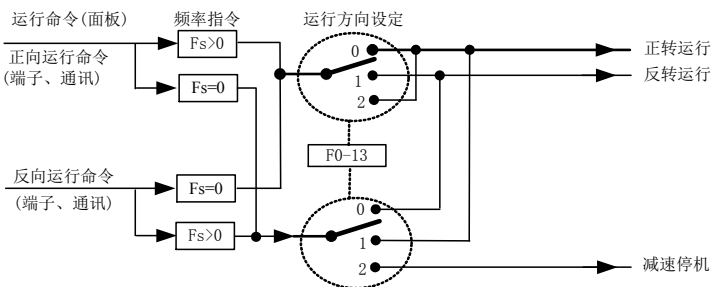 运行命令(面板)
频率指令
运行方向设定
正向运行命令
(端子、通讯)
Fs>0
Fs=0
0
1
2
正转运行
反转运行
F0-13
反向运行命令
(端子、通讯)
Fs=0
Fs>0
0
1
2
减速停机